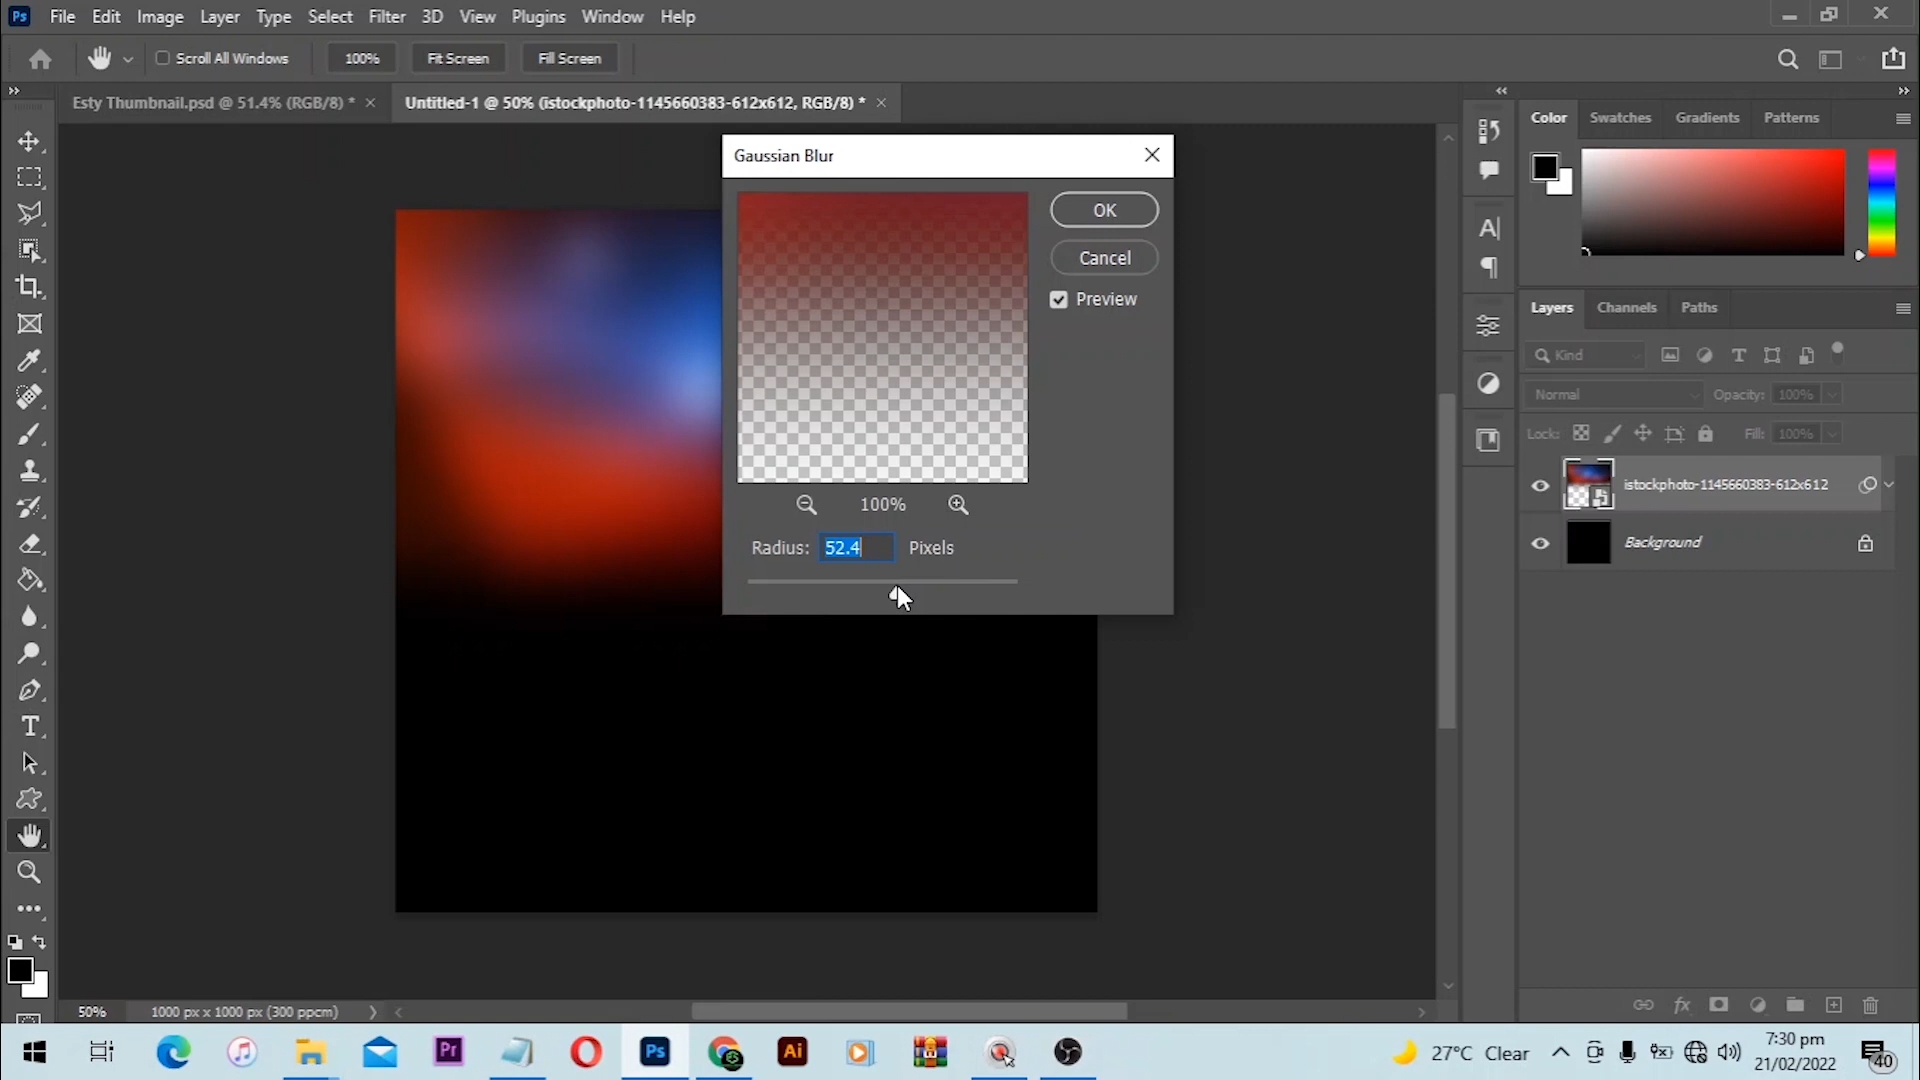 Ps File Edit Image Layer Type Select Filter 3D View Plugins Window Help
Scroll All Windows 100% Fit Screen Fill Screen
Esty Thumbnail.psd @ 51.4% (RGB/8) * Untitled-1 @ 50% (istockphoto-1145660383-612x612, RGB/8) *
Color Swatches Gradients Patterns
Gaussian Blur
OK
Cancel
Preview
100%
Radius: 52.4 Pixels
Layers Channels Paths
Kind
Normal Opacity: 100%
Lock: Fill: 100%
istockphoto-1145660383-612x612
Background
50% 1000 px x 1000 px (300 ppcm)
Pr Ps Ai
27°C Clear
7:30 pm
21/02/2022
40